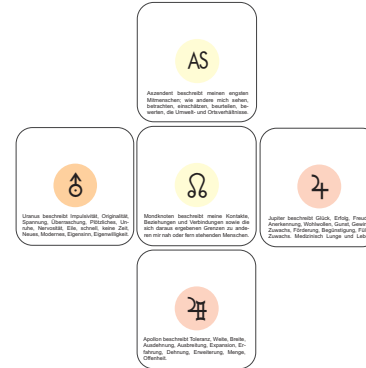 AS
Aszendent beschreibt meinen engsten
Mitmenschen; wie andere mich sehen,
betrachten, einschätzen, beurteilen, be-
werten, die Umwelt- und Ortsverhältnisse.
Uranus beschreibt Impulsivität, Originalität,
Spannung, Überraschung, Plötzliches, Un-
ruhe, Nervosität, Eile, schnell, keine Zeit,
Neues, Modernes, Eigensinn, Eigenwilligkeit
Mondknoten beschreibt meine Kontakte,
Beziehungen und Verbindungen sowie die
sich daraus ergebenen Grenzen zu ande-
ren mir nah oder fern stehenden Menschen.
Jupiter beschreibt Glück, Erfolg, Freud
Anerkennung, Wohlwollen, Gunst, Gewin
Zuwachs, Förderung, Begünstigung, Fül
Zuwachs. Medizinisch Lunge und Leb
Apollon beschreibt Toleranz, Weite, Breite,
Ausdehnung, Ausbreitung, Expansion, Er-
fahrung, Dehnung, Erweiterung, Menge,
Offenheit